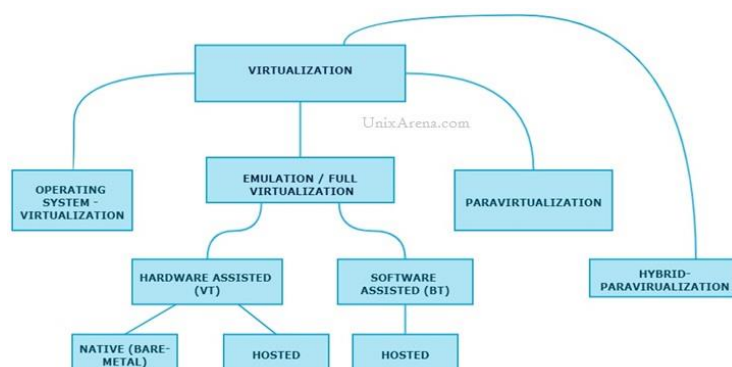 VIRTUALIZATION
UnixArena.com
OPERATING
SYSTEM -
VIRTUALIZATION
EMULATION / FULL
VIRTUALIZATION
PARAVIRTUALIZATION
HARDWARE ASSISTED
(VT)
SOFTWARE
ASSISTED (BT)
HYBRID-
PARAVIRUALIZATION
NATIVE (BARE-
METAL)
HOSTED
HOSTED